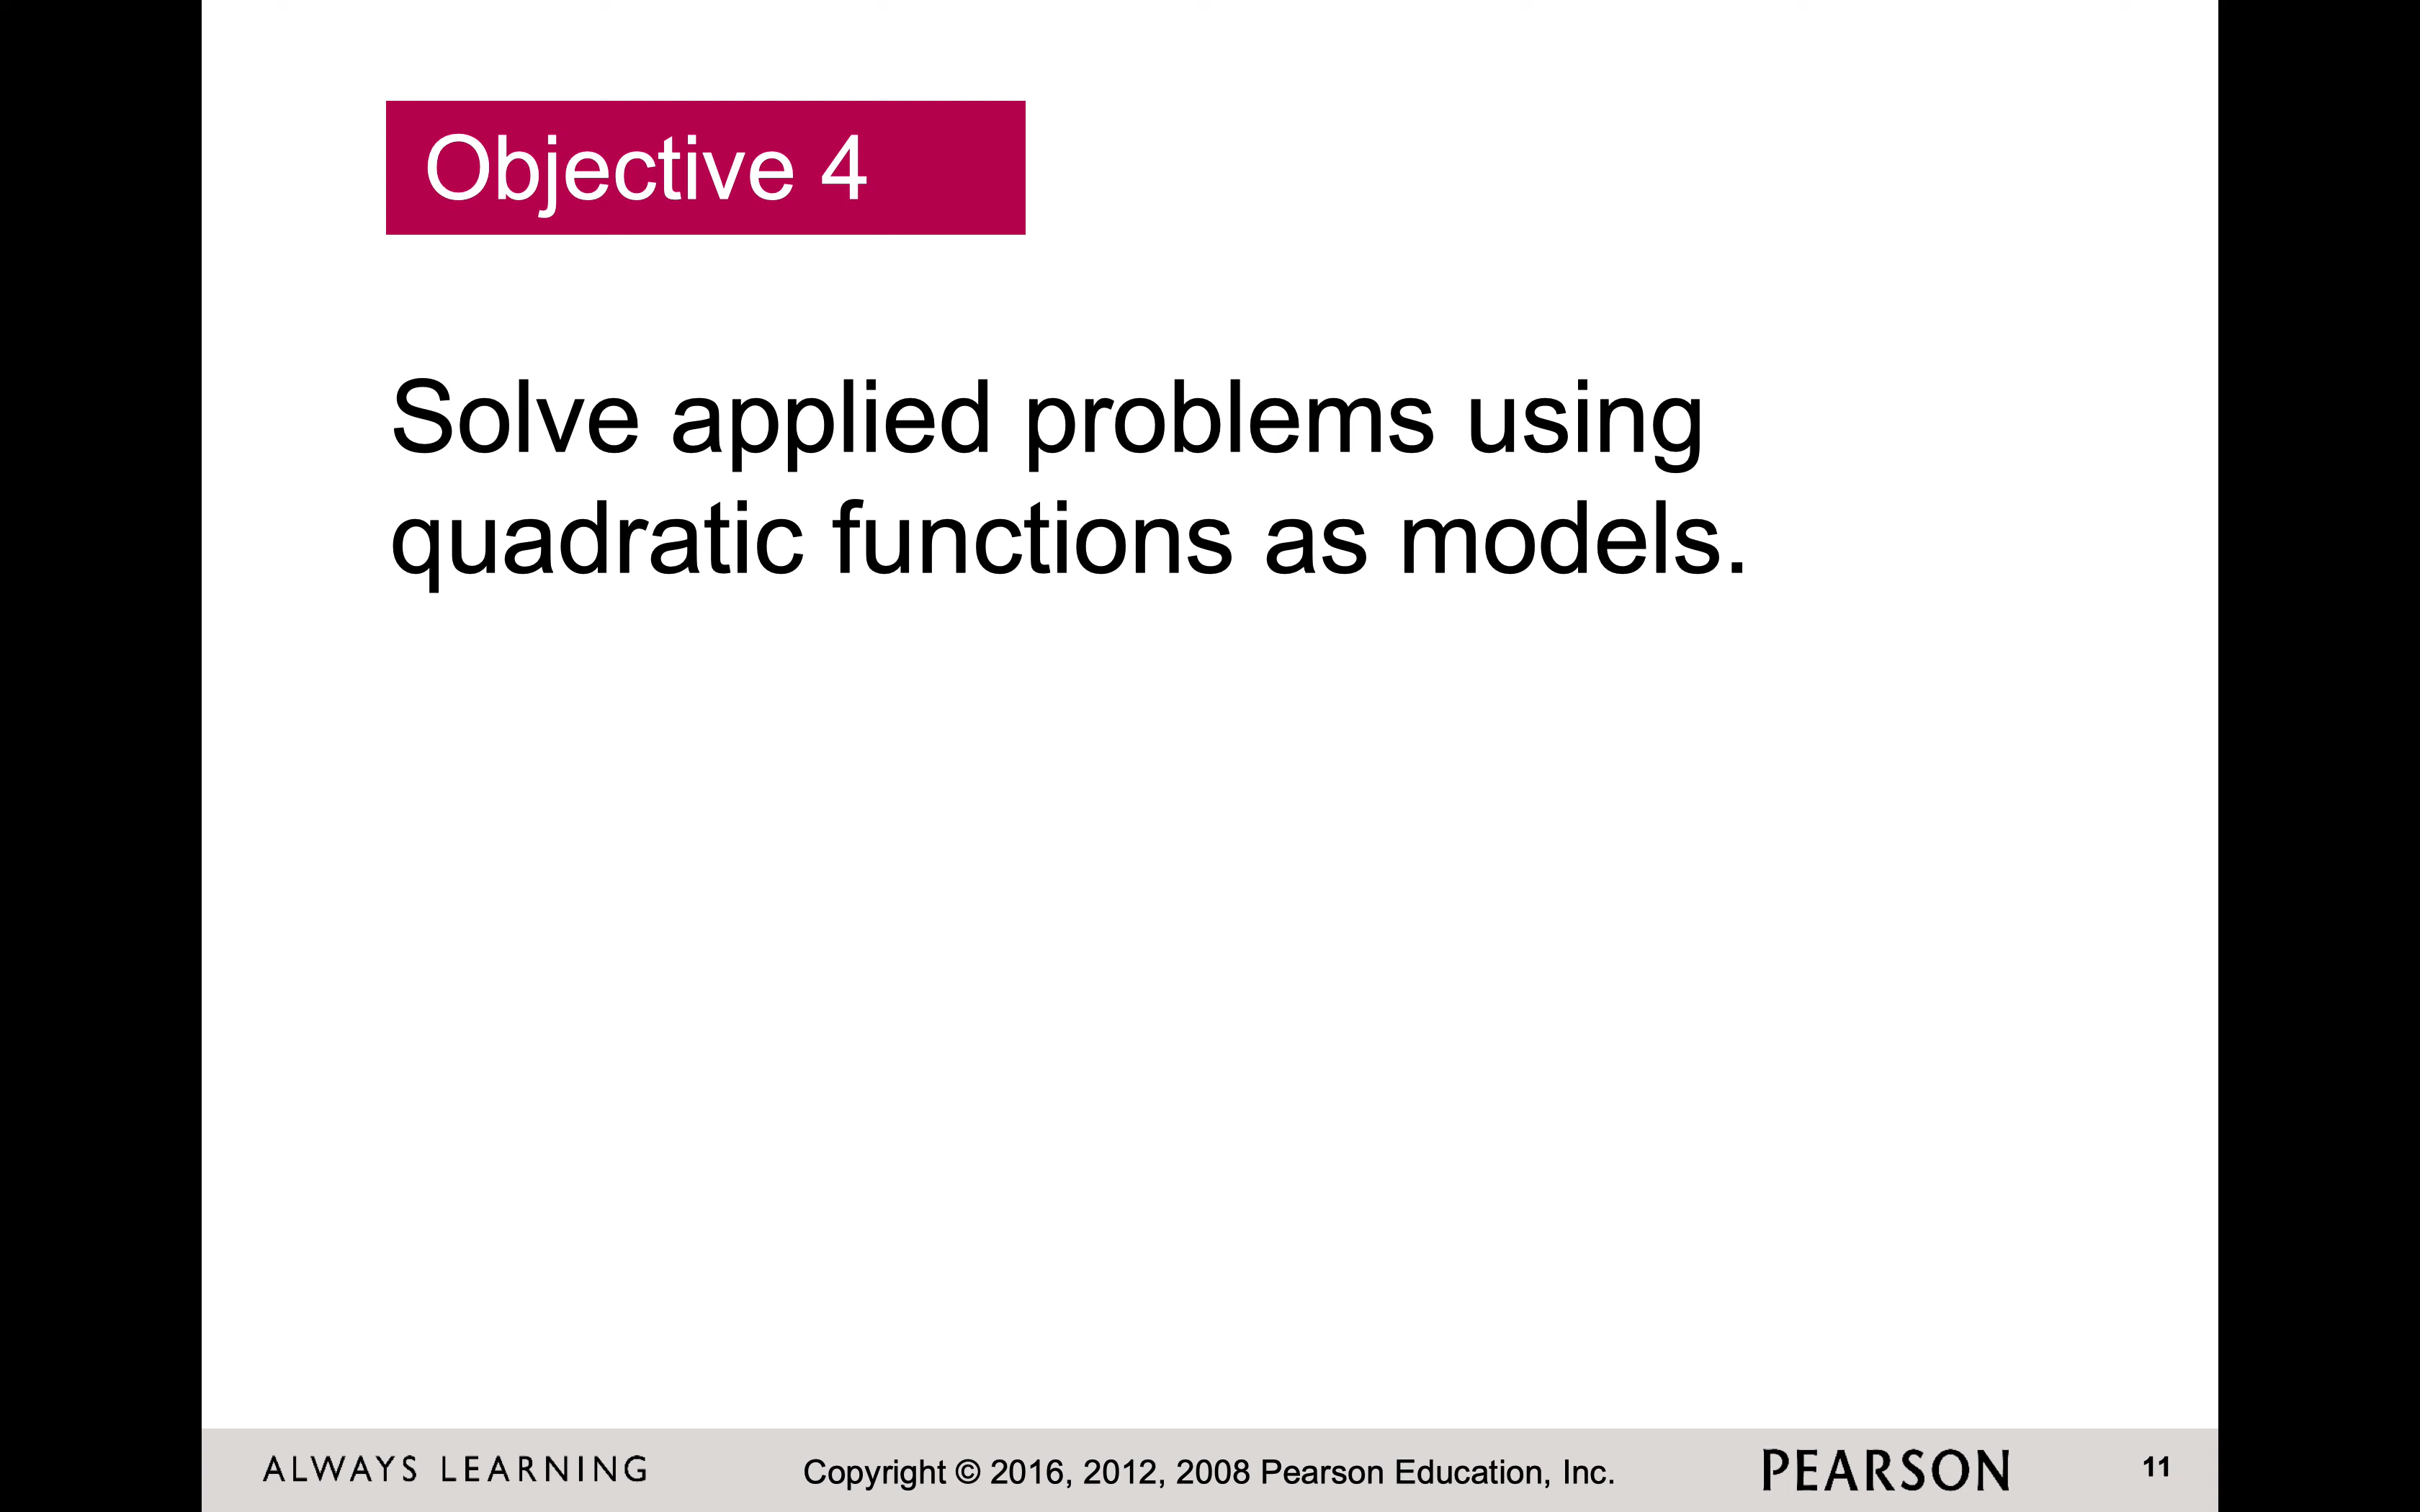 Objective 4
Solve applied problems using
quadratic functions as models.
ALWAYS LEARNING
Copyright © 2016, 2012, 2008 Pearson Education, Inc.
PEARSON
11